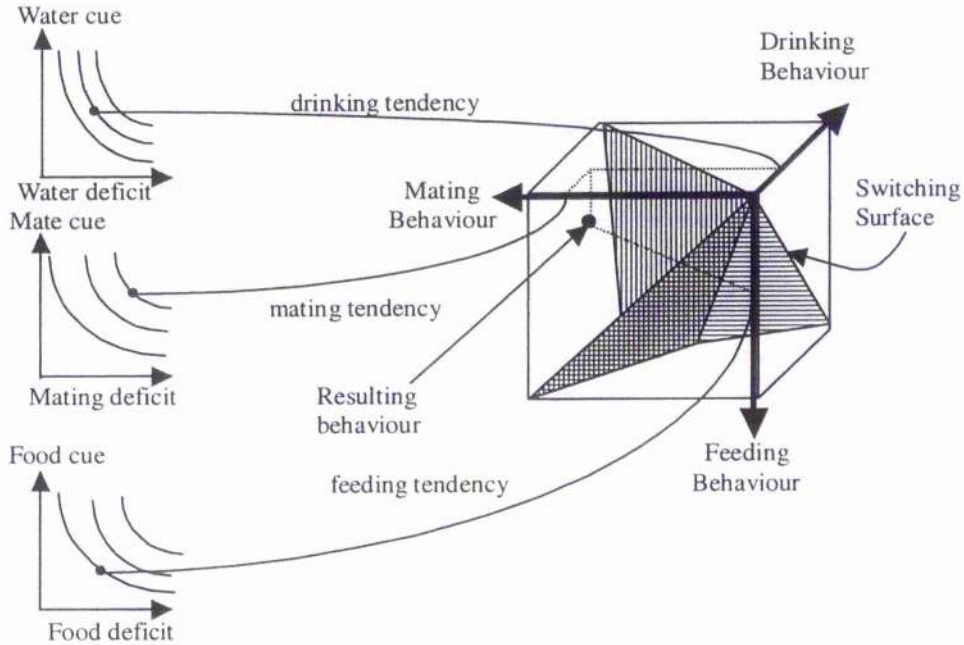 Water cue
Water deficit
Mate cue
Mating deficit
Food cue
Food deficit
drinking tendency
mating tendency
feeding tendency
Drinking
Behaviour
Mating
Behaviour
Switching
Surface
Resulting
behaviour
Feeding
Behaviour